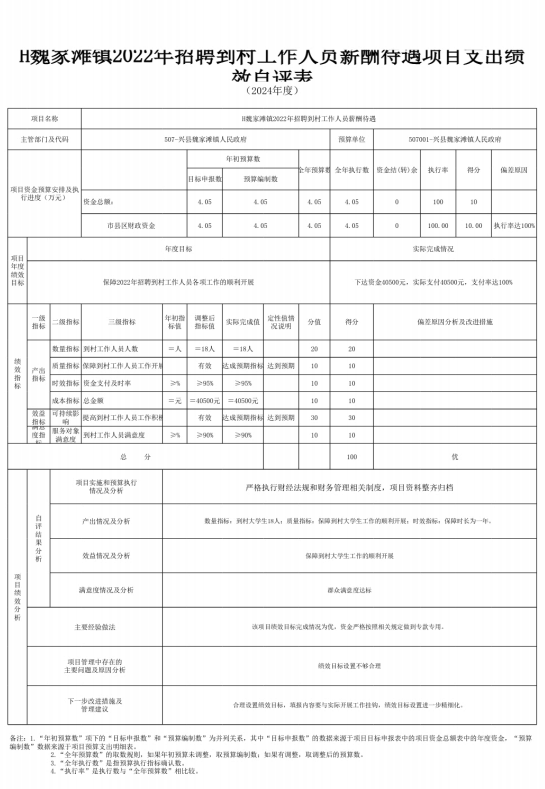 H魏家滩镇2022年招聘到村工作人员薪酬待遇项目支出绩
效自评表
（2024年度）
项目名称 H魏家滩镇2022年招聘到村工作人员薪酬待遇
主管部门及代码 507-兴县魏家滩镇人民政府 预算单位 507001-兴县魏家滩镇人民政府
项目资金预算安排及执
行进度（万元）
年初预算数 全年预算数 全年执行数 资金结(转)余 执行率 得分 偏差原因
目标申报数 预算编制数
资金总额： 4.05 4.05 4.05 4.05 0 100 10
市县区财政资金 4.05 4.05 4.05 4.05 0 100.00 10.00 执行率达100%
项目
年度
绩效
目标
年度目标 实际完成情况
保障2022年招聘到村工作人员各项工作的顺利开展 下达资金40500元，实际支付40500元，支付率达100%
绩
效
指
标
一级
指标 二级指标 三级指标 年初指
标值 调整后
指标值 实际完成值 定性值情
况说明 分值 得分 偏差原因分析及改进措施
产出
指标
数量指标 到村工作人员人数 ＝人 ＝18人 ＝18人 20 20
质量指标 保障到村工作人员工作开展 有效 达成预期指标 达到预期 10 10
时效指标 资金支付及时率 ≥% ≥95% ≥95% 10 10
成本指标 总金额 ＝元 ＝40500元 ＝40500元 10 10
效益
指标 可持续影
响 提高到村工作人员工作积极 有效 达成预期指标 达到预期 30 30
满意
度指
标 服务对象
满意度 到村工作人员满意度 ≥% ≥90% ≥90% 10 10
总 分 100 优
项
目
绩
效
分
析
自
评
结
果
分
析
项目实施和预算执行
情况及分析 严格执行财经法规和财务管理相关制度，项目资料整齐归档
产出情况及分析 数量指标：到村大学生18人；质量指标：保障到村大学生工作的顺利开展；时效指标：保障时长为一年。
效益情况及分析 保障到村大学生工作的顺利开展
满意度情况及分析 群众满意度达标
主要经验做法 该项目绩效目标完成情况为优，资金严格按照相关规定做到专款专用。
项目管理中存在的
主要问题及原因分析 绩效目标设置不够合理
下一步改进措施及
管理建议 合理设置绩效目标，填报内容要与实际开展工作挂钩，绩效目标设置进一步精细化。
备注：1.“年初预算数”项下的“目标申报数”和“预算编制数”为并列关系，其中“目标申报数”的数据来源于项目目标申报表中的项目资金总额表中的年度资金，“预算
编制数”数据来源于项目预算支出明细表。
2.“全年预算数”的取数规则，如果年初预算未调整，取预算编制数；如果有调整，取调整后的预算数。
3.“全年执行数”是指预算执行指标确认数。
4.“执行率”是执行数与“全年预算数”相比较。